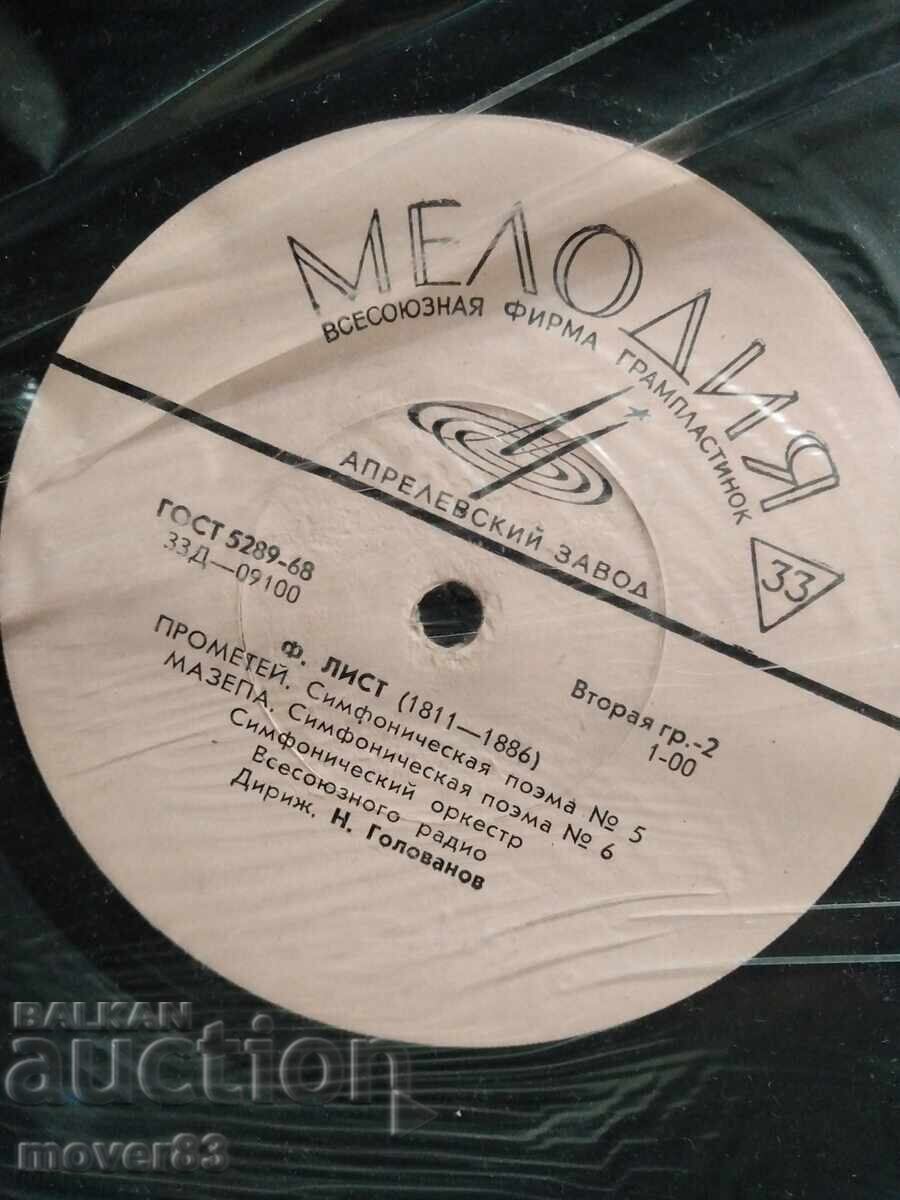 МЕЛОДИЯ
ВСЕСОЮЗНАЯ ФИРМА ГРАМПЛАСТИНОК
АПРЕЛЕВСКИЙ ЗАВОД
33
ГОСТ 5289-68
33Д—09100
Вторая гр.-2
1-00
Ф. ЛИСТ (1811—1886)
ПРОМЕТЕЙ. Симфоническая поэма № 5
МАЗЕПА. Симфоническая поэма № 6
Симфонический оркестр
Всесоюзного радио
Дириж. Н. Голованов
BALKAN
auction
mover83